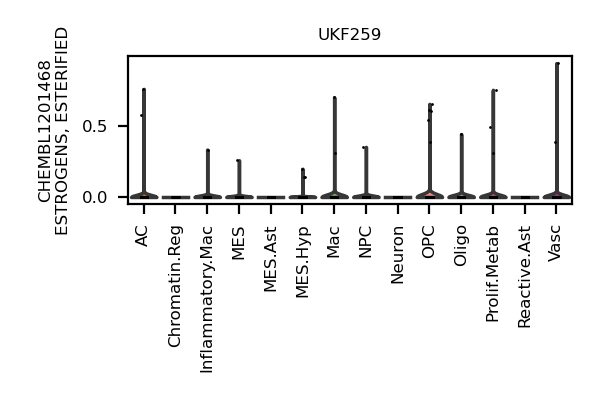 UKF259
CHEMBL1201468
ESTROGENS, ESTERIFIED
0.5
0.0
AC
Chromatin.Reg
Inflammatory.Mac
MES
MES.Ast
MES.Hyp
Mac
NPC
Neuron
OPC
Oligo
Prolif.Metab
Reactive.Ast
Vasc